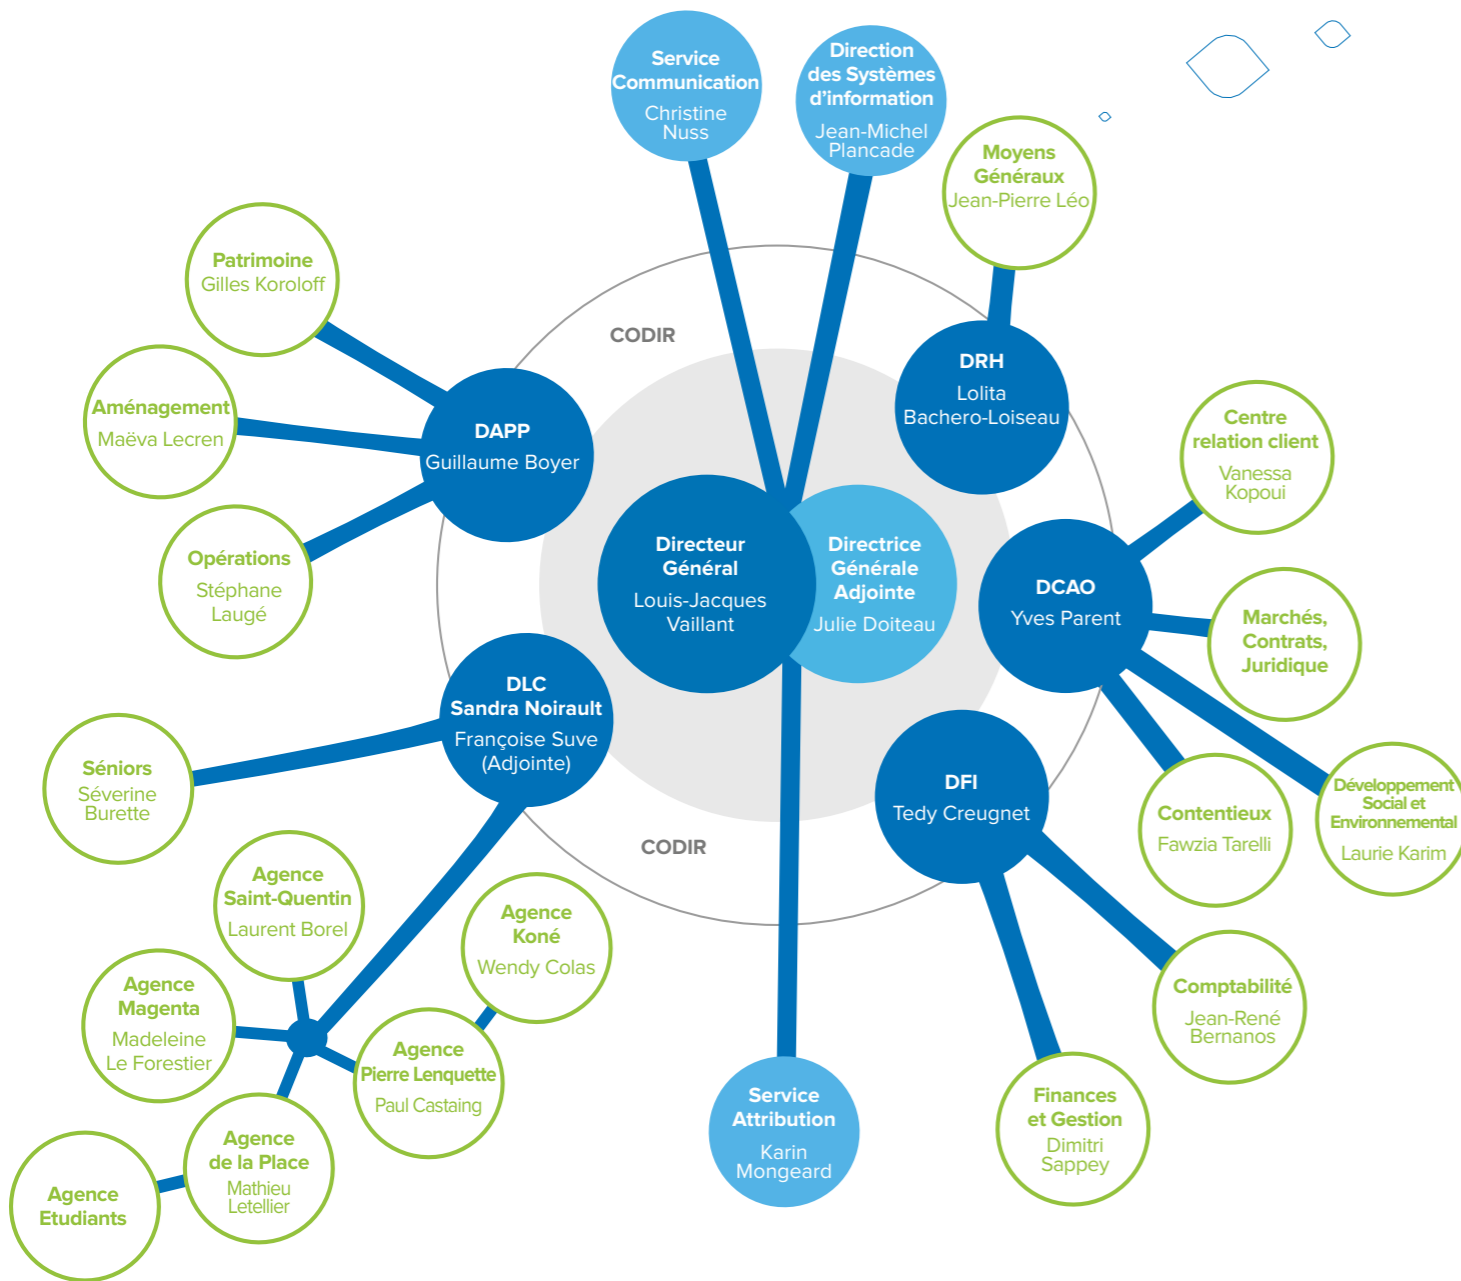 Service
Communication
Christine
Nuss
Direction
des Systèmes
d'information
Jean-Michel
Plancade
Moyens
Généraux
Jean-Pierre Léo
Patrimoine
Gilles Koroloff
CODIR
DRH
Lolita
Bachero-Loiseau
Aménagement
Maëva Lecren
DAPP
Guillaume Boyer
Centre
relation client
Vanessa
Kopoui
Opérations
Stéphane
Laugé
Directeur
Général
Louis-Jacques
Vaillant
Directrice
Générale
Adjointe
Julie Doiteau
DCAO
Yves Parent
Marchés,
Contrats,
Juridique
DLC
Sandra Noirault
Françoise Suve
(Adjointe)
Séniors
Séverine
Burette
DFI
Tedy Creugnet
Contentieux
Fawzia Tarelli
Développement
Social et
Environnemental
Laurie Karim
CODIR
Agence
Saint-Quentin
Laurent Borel
Agence
Koné
Wendy Colas
Agence
Magenta
Madeleine
Le Forestier
Agence
Pierre Lenquette
Paul Castaing
Comptabilité
Jean-René
Bernanos
Service
Attribution
Karin
Mongeard
Finances
et Gestion
Dimitri
Sappey
Agence
de la Place
Mathieu
Letellier
Agence
Etudiants